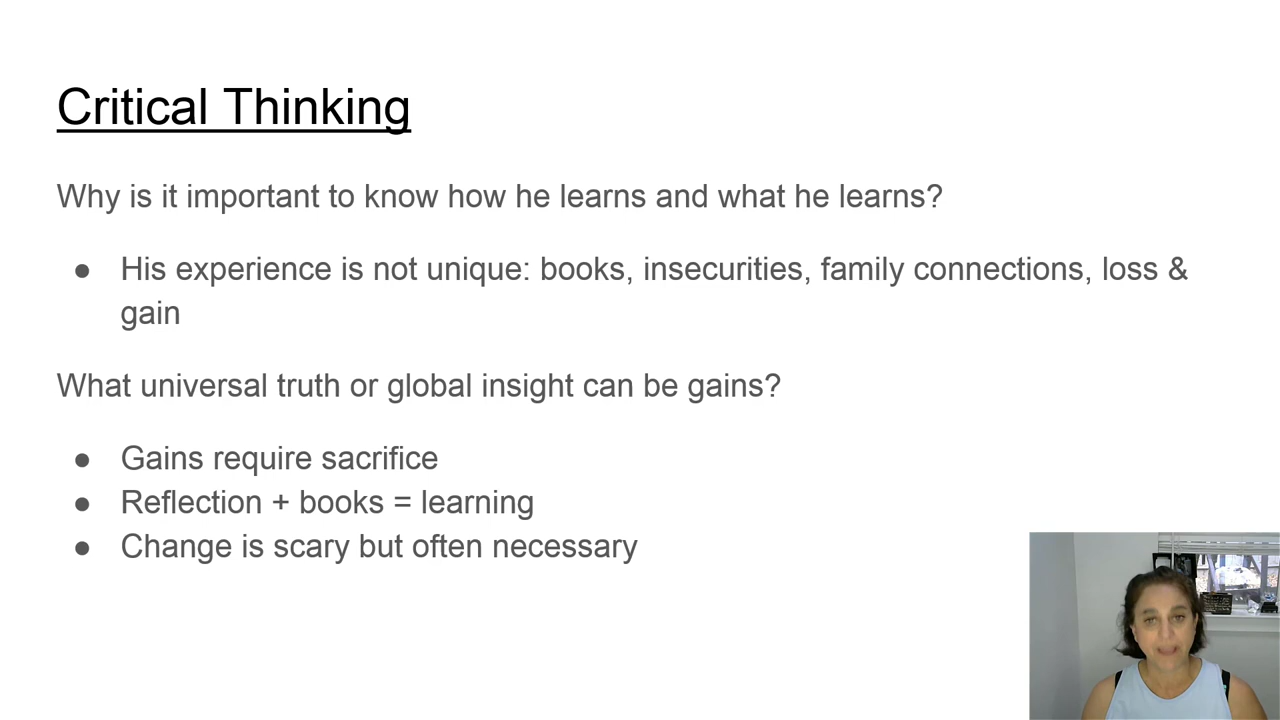 Critical Thinking
Why is it important to know how he learns and what he learns?
● His experience is not unique: books, insecurities, family connections, loss &
gain
What universal truth or global insight can be gains?
● Gains require sacrifice
● Reflection + books = learning
● Change is scary but often necessary